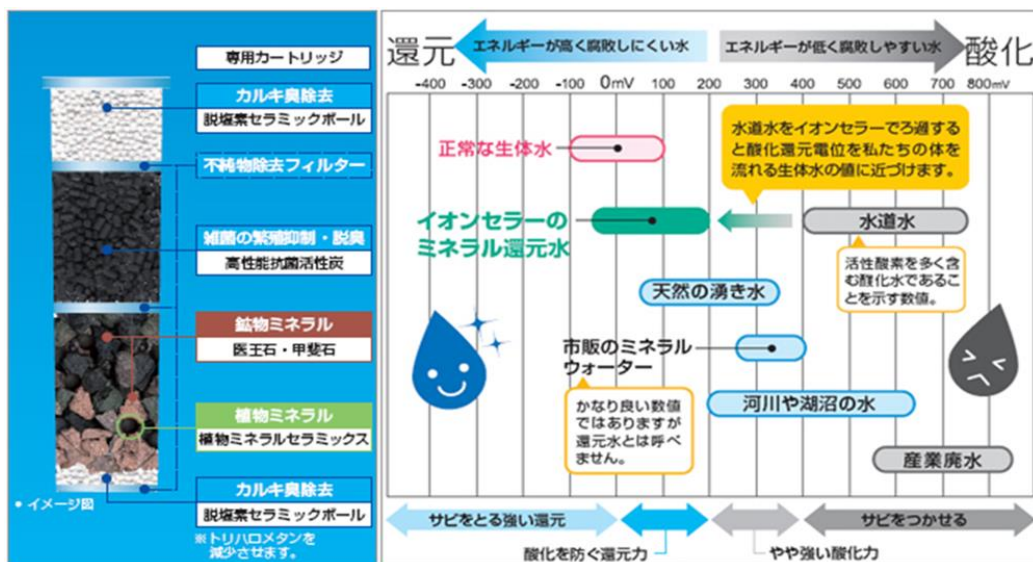 専用カートリッジ
カルキ臭除去
脱塩素セラミックボール
不純物除去フィルター
雑菌の繁殖抑制・脱臭
高性能抗菌活性炭
鉱物ミネラル
医王石・甲斐石
植物ミネラル
植物ミネラルセラミックス
カルキ臭除去
脱塩素セラミックボール
• イメージ図
※トリハロメタンを
減少させます。
還元
エネルギーが高く腐敗しにくい水
エネルギーが低く腐敗しやすい水
酸化
-400 -300 -200 -100 0mV 100 200 300 400 500 600 700 800mV
正常な生体水
水道水をイオンセラーでろ過する
と酸化還元電位を私たちの体を
流れる生体水の値に近づけます。
イオンセラーの
ミネラル還元水
水道水
活性酸素を多く含
む酸化水であるこ
とを示す数値。
天然の湧き水
市販のミネラル
ウォーター
かなり良い数値
ではありますが
還元水とは呼べ
ません。
河川や湖沼の水
産業廃水
サビをとる強い還元
サビをつかせる
酸化を防ぐ還元力
やや強い酸化力